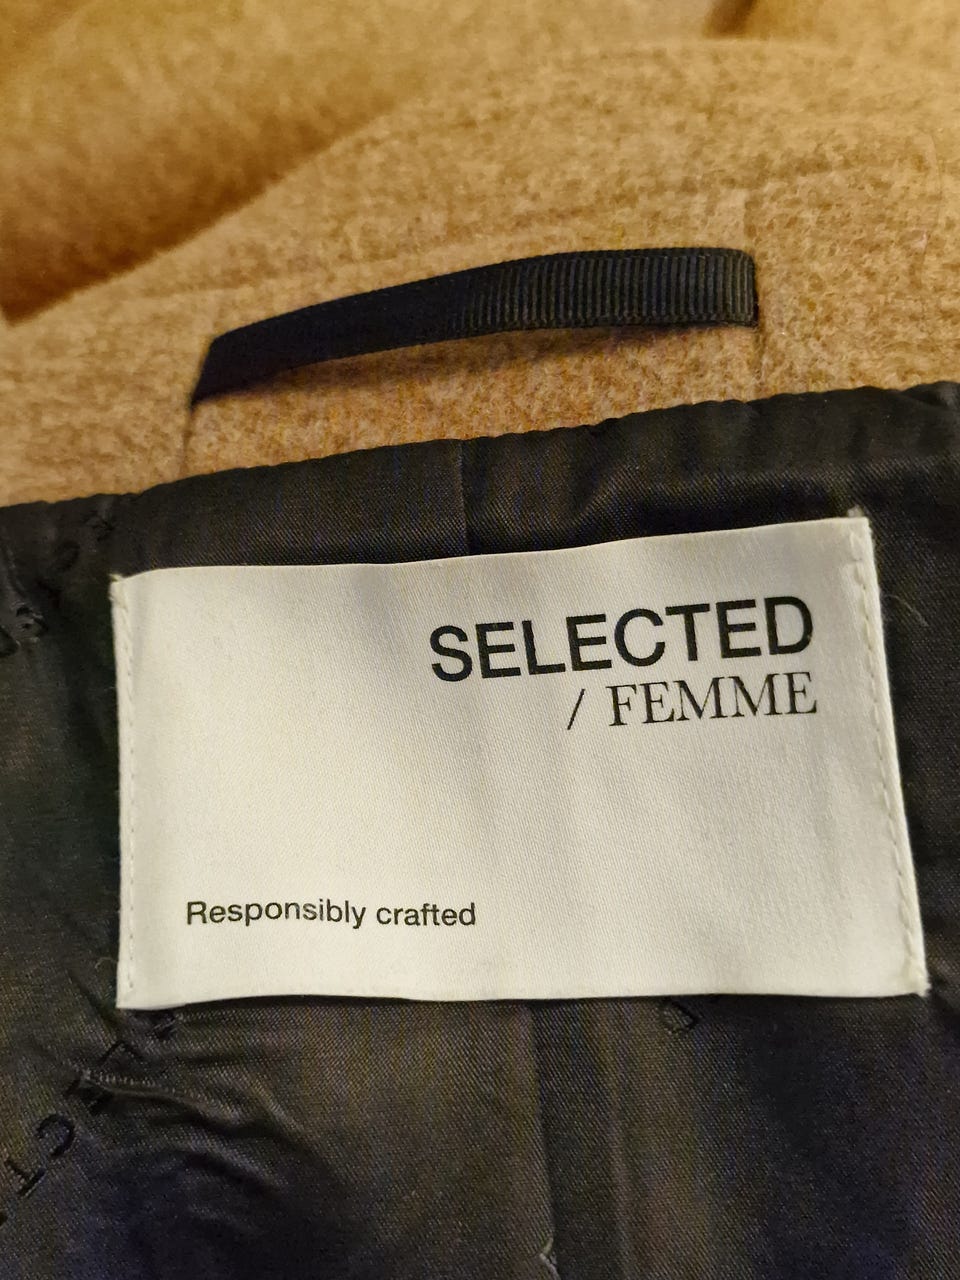 SELECTED
/ FEMME
Responsibly crafted